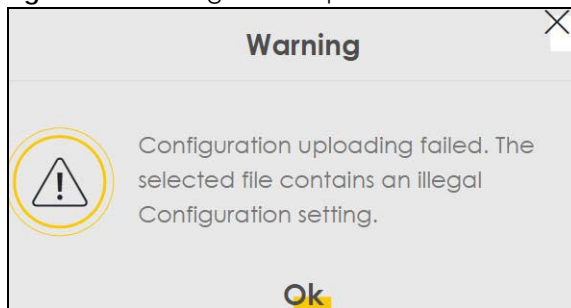 Warning
Configuration uploading failed. The
selected file contains an illegal
Configuration setting.
Ok